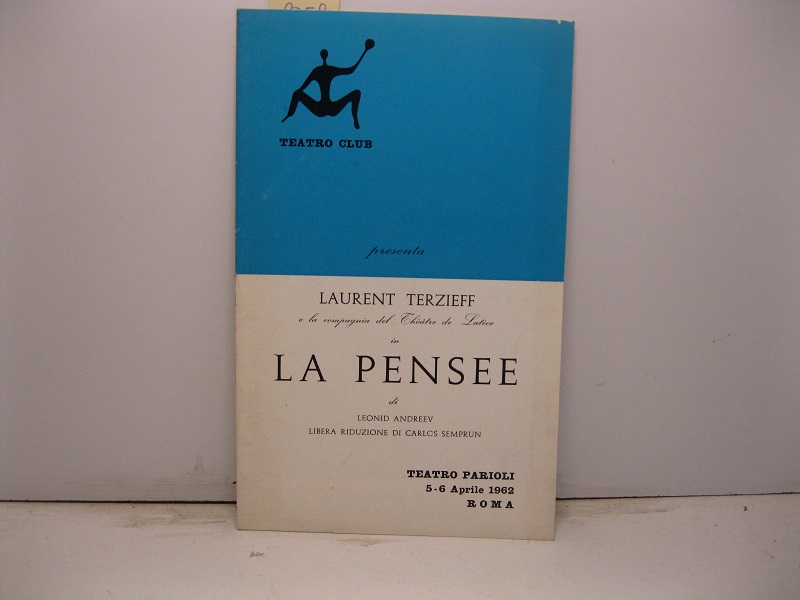 TEATRO CLUB
presenta
LAURENT TERZIEFF
e la compagnia del Théâtre de Lutèce
in
LA PENSEE
di
LEONID ANDREEV
LIBERA RIDUZIONE DI CARLOS SEMPRUN
TEATRO PARIOLI
5-6 Aprile 1962
ROMA